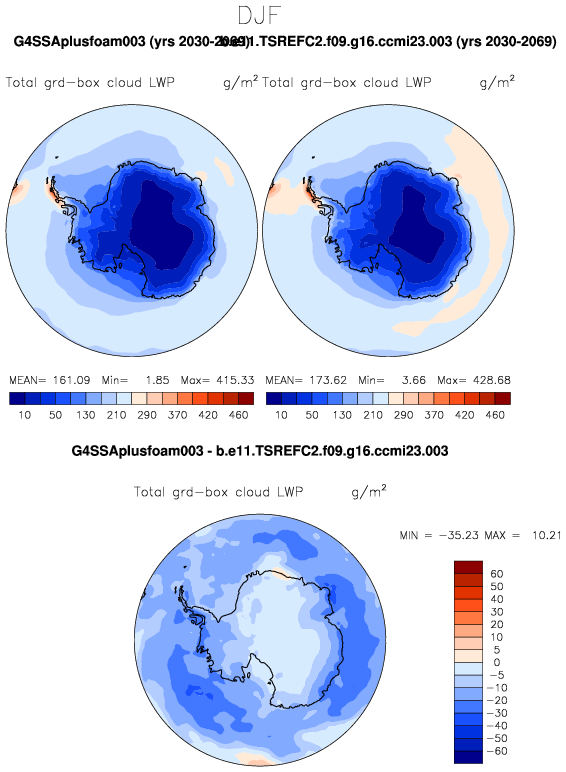 DJF
G4SSAplusfoam003 (yrs 2030-2069)
b.e11.TSREFC2.f09.g16.ccmi23.003 (yrs 2030-2069)
Total grd-box cloud LWP g/m²
Total grd-box cloud LWP g/m²
MEAN= 161.09 Min= 1.85 Max= 415.33
MEAN= 173.62 Min= 3.66 Max= 428.68
10 50 130 210 290 370 420 460
10 50 130 210 290 370 420 460
G4SSAplusfoam003 - b.e11.TSREFC2.f09.g16.ccmi23.003
Total grd-box cloud LWP g/m²
MIN = -35.23 MAX = 10.21
60
50
40
30
20
10
5
0
-5
-10
-20
-30
-40
-50
-60